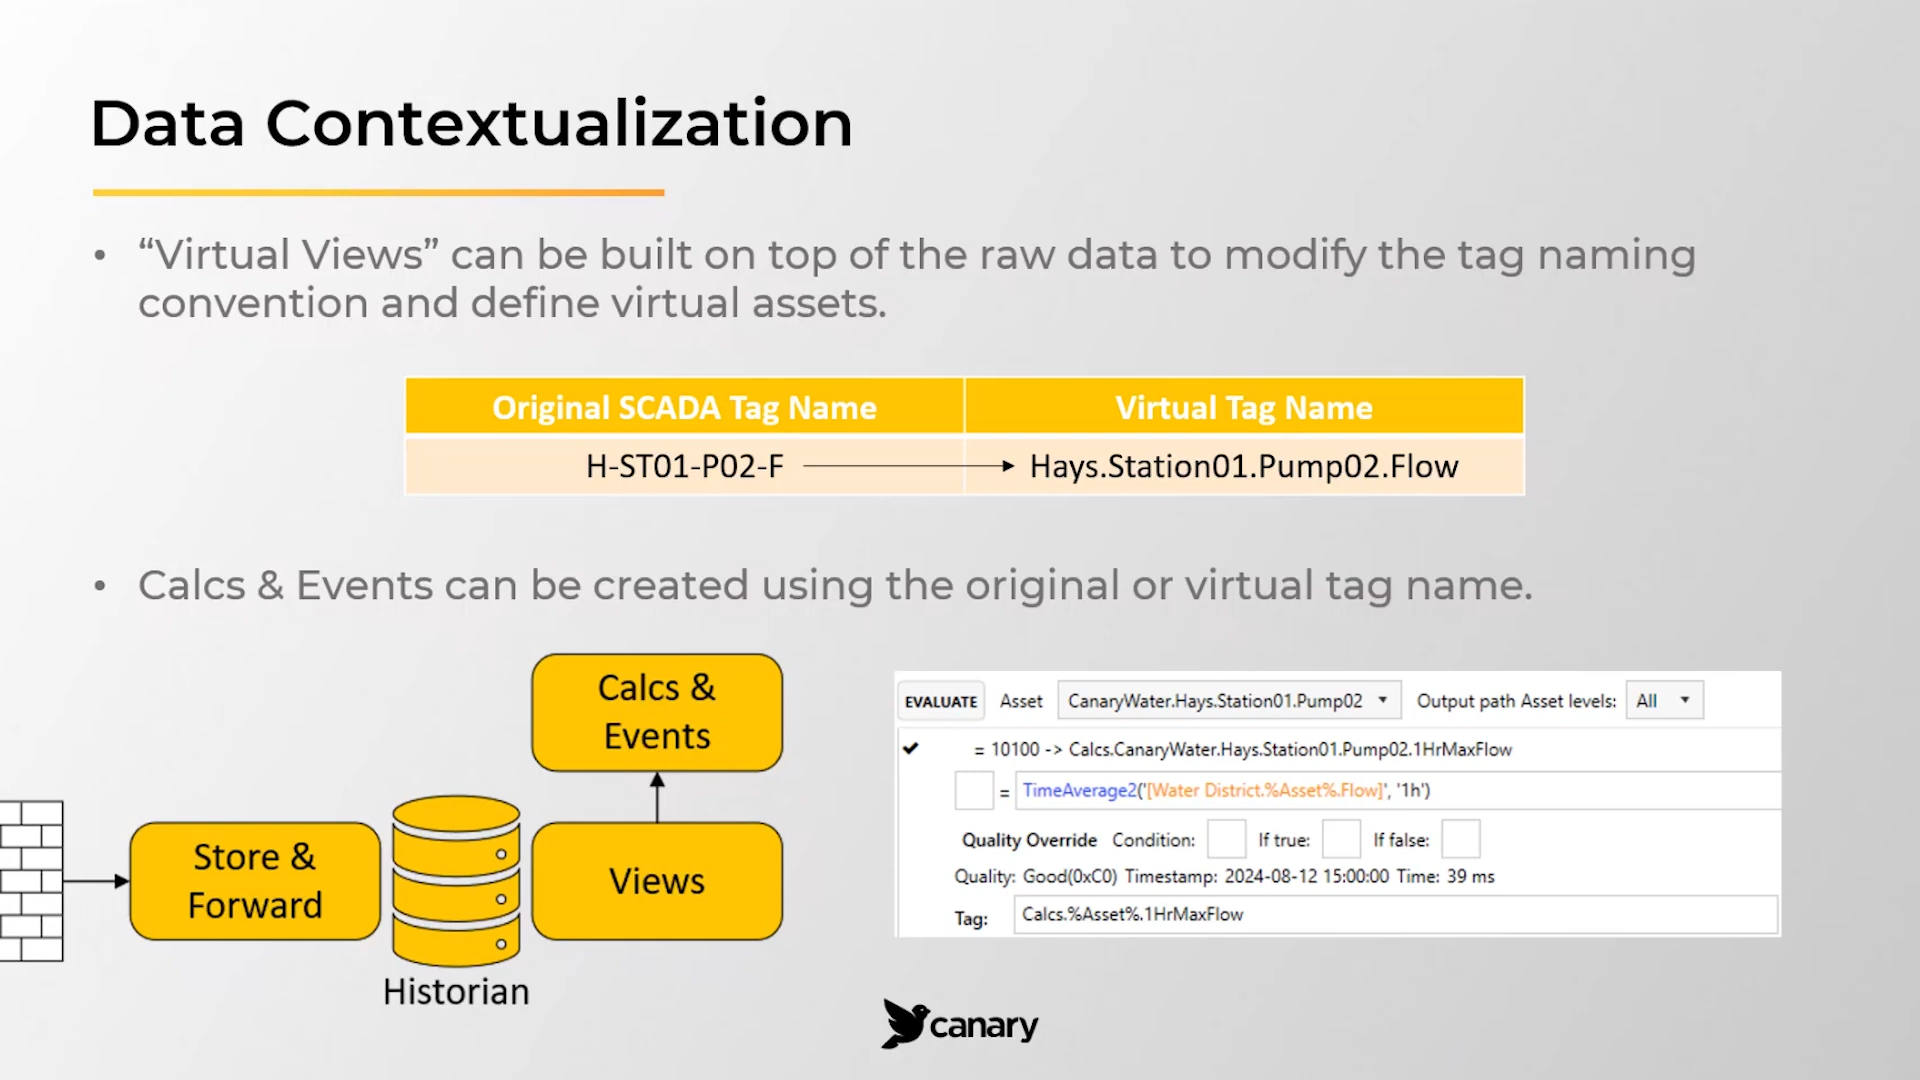 Data Contextualization
• “Virtual Views” can be built on top of the raw data to modify the tag naming
convention and define virtual assets.
Original SCADA Tag Name
Virtual Tag Name
H-ST01-P02-F
Hays.Station01.Pump02.Flow
• Calcs & Events can be created using the original or virtual tag name.
Calcs &
Events
Store &
Forward
Views
Historian
EVALUATE Asset CanaryWater.Hays.Station01.Pump02 Output path Asset levels: All
= 10100 -> Calcs.CanaryWater.Hays.Station01.Pump02.1HrMaxFlow
= TimeAverage2('[Water District.%Asset%.Flow]', '1h')
Quality Override Condition: If true: If false:
Quality: Good(0xC0) Timestamp: 2024-08-12 15:00:00 Time: 39 ms
Tag: Calcs.%Asset%.1HrMaxFlow
canary